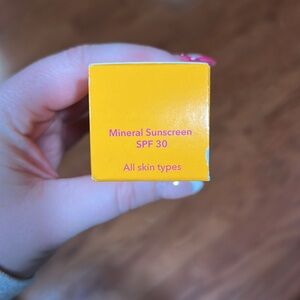 Mineral Sunscreen
SPF 30
All skin types